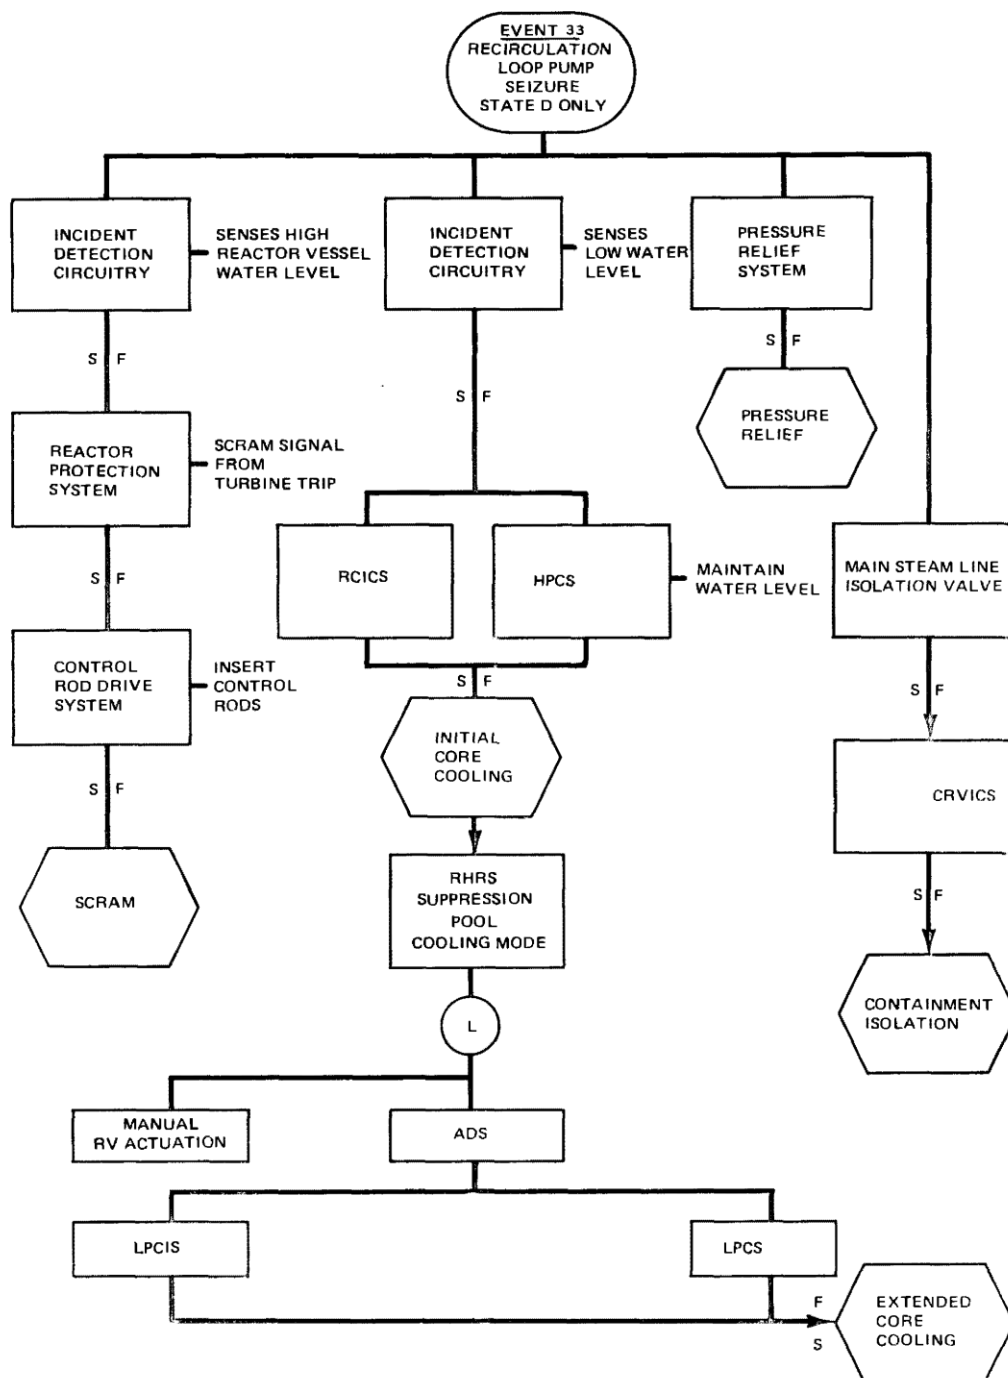 EVENT 33
RECIRCULATION
LOOP PUMP
SEIZURE
STATE D ONLY
INCIDENT
DETECTION
CIRCUITRY
SENSES HIGH
REACTOR VESSEL
WATER LEVEL
INCIDENT
DETECTION
CIRCUITRY
SENSES
LOW WATER
LEVEL
PRESSURE
RELIEF
SYSTEM
S F
S F
S F
PRESSURE
RELIEF
REACTOR
PROTECTION
SYSTEM
SCRAM SIGNAL
FROM
TURBINE TRIP
RCICS
HPCS
MAINTAIN
WATER LEVEL
MAIN STEAM LINE
ISOLATION VALVE
S F
CONTROL
ROD DRIVE
SYSTEM
INSERT
CONTROL
RODS
S F
S F
INITIAL
CORE
COOLING
CRVICS
S F
SCRAM
RHRS
SUPPRESSION
POOL
COOLING MODE
S F
CONTAINMENT
ISOLATION
L
MANUAL
RV ACTUATION
ADS
LPCIS
LPCS
F
S
EXTENDED
CORE
COOLING